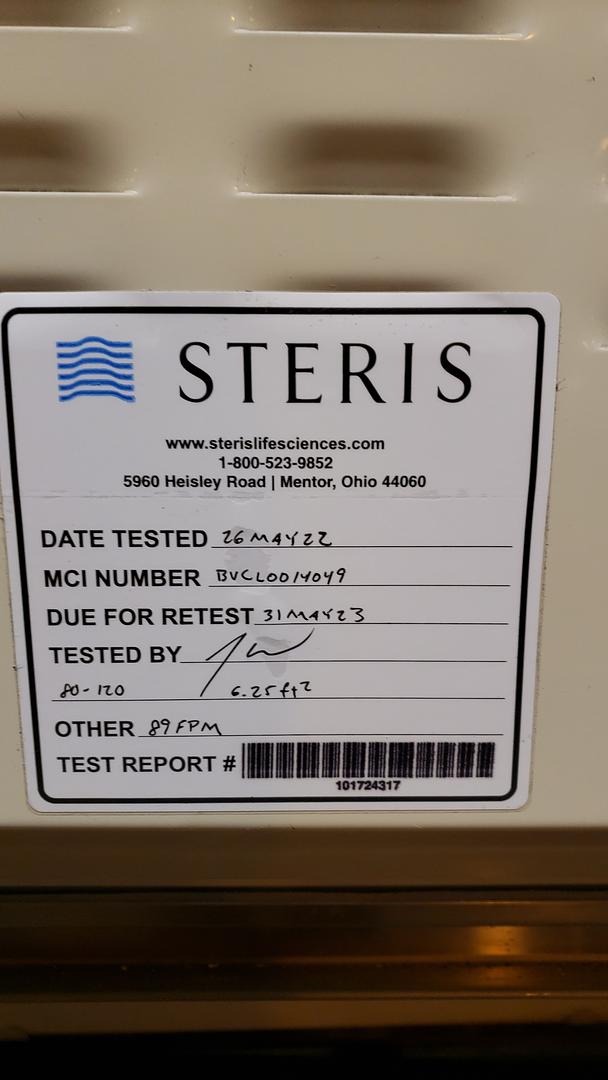 STERIS
www.sterislifesciences.com
1-800-523-9852
5960 Heisley Road | Mentor, Ohio 44060
DATE TESTED 26MAY22
MCI NUMBER BVCL0014049
DUE FOR RETEST 31MAY23
TESTED BY
80-120 6.25ft2
OTHER 89FPM
TEST REPORT #
101724317